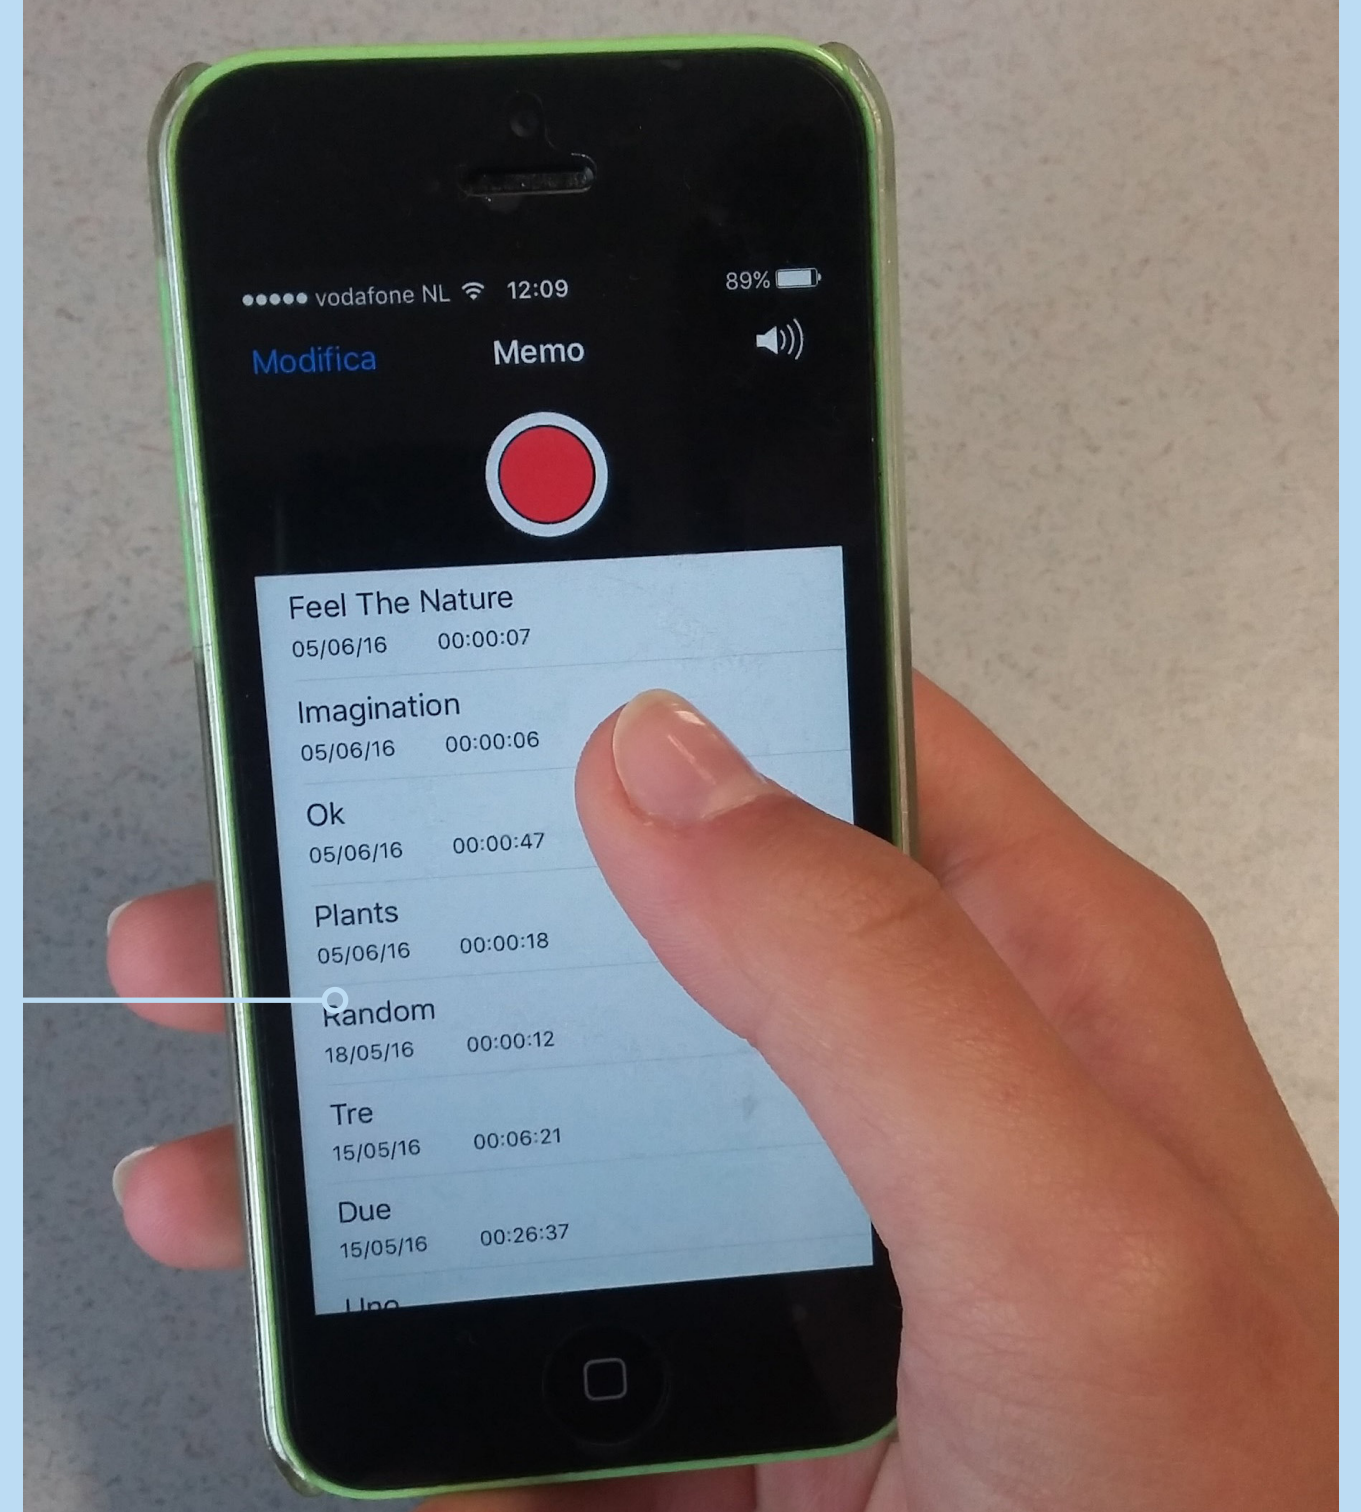 vodafone NL 12:09 89%
Modifica Memo
Feel The Nature
05/06/16 00:00:07
Imagination
05/06/16 00:00:06
Ok
05/06/16 00:00:47
Plants
05/06/16 00:00:18
Random
18/05/16 00:00:12
Tre
15/05/16 00:06:21
Due
15/05/16 00:26:37
Uno